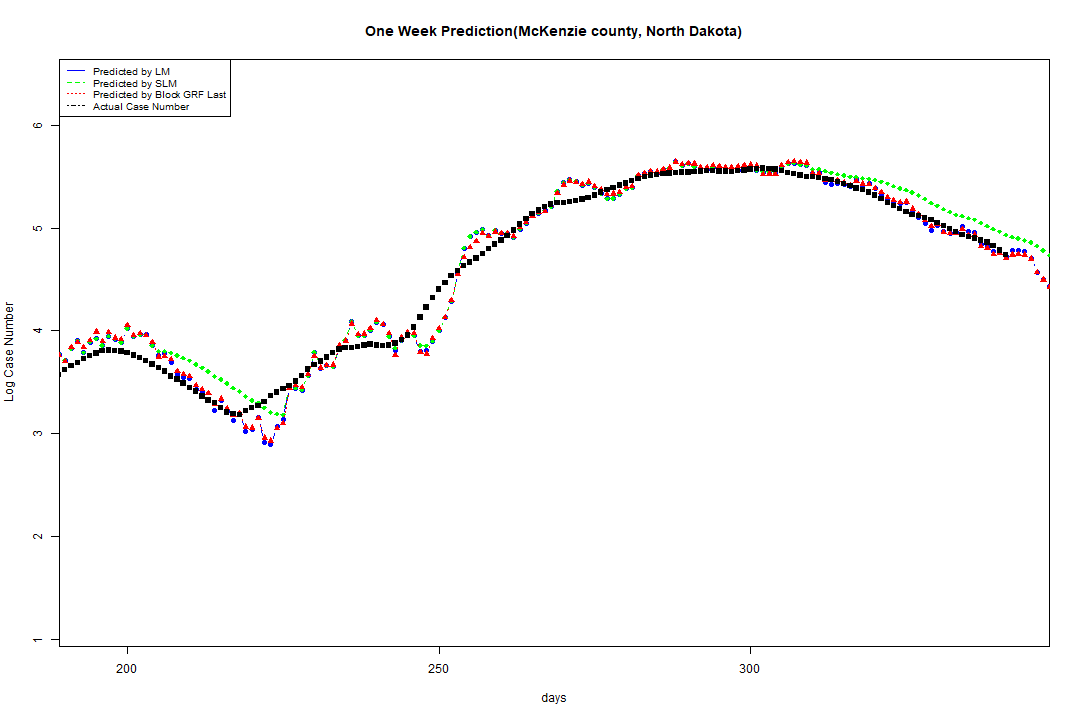 One Week Prediction(McKenzie county, North Dakota)
Predicted by LM
Predicted by SLM
Predicted by Block GRF Last
Actual Case Number
6
5
4
3
2
1
Log Case Number
200
250
300
days